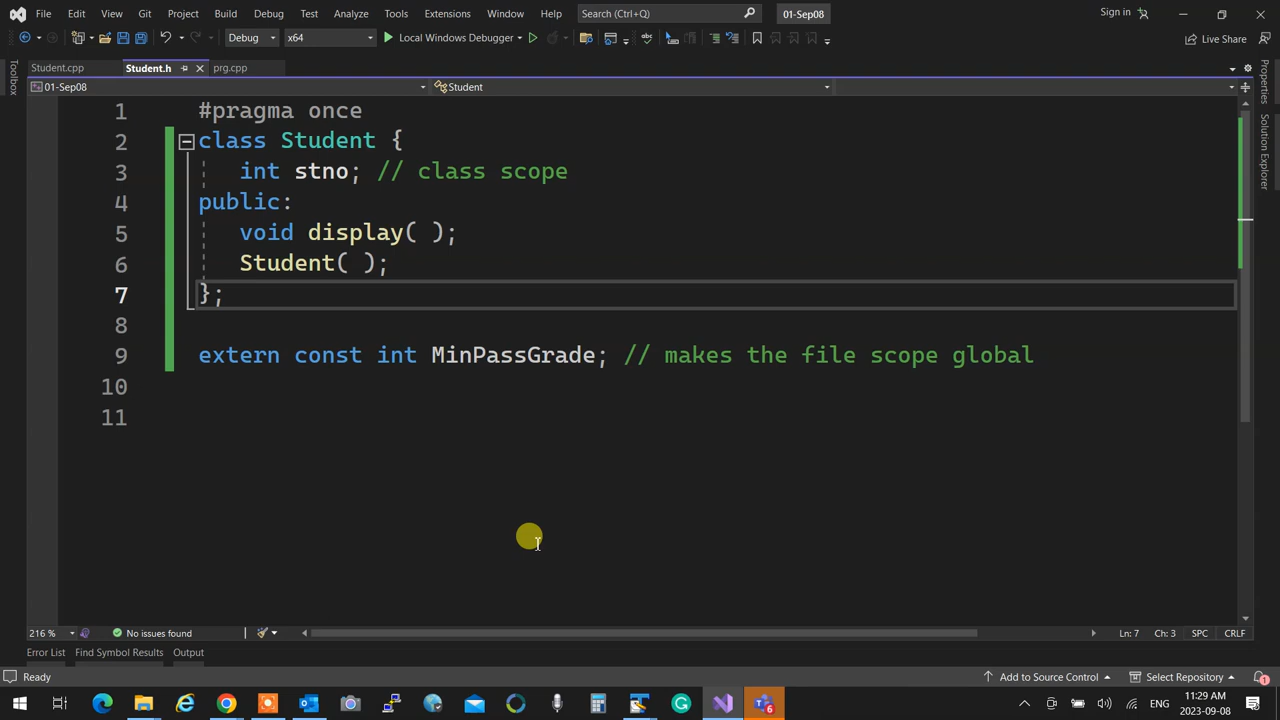 File Edit View Git Project Build Debug Test Analyze Tools Extensions Window Help Search (Ctrl+Q) 01-Sep08 Sign in
Debug x64 Local Windows Debugger Live Share
Student.cpp Student.h prg.cpp
01-Sep08 Student
Toolbox
Properties
Solution Explorer
1 #pragma once
2 class Student {
3 int stno; // class scope
4 public:
5 void display( );
6 Student( );
7 };
8
9 extern const int MinPassGrade; // makes the file scope global
10
11
216 % No issues found Ln: 7 Ch: 3 SPC CRLF
Error List Find Symbol Results Output
Ready Add to Source Control Select Repository 1
6 ENG 11:29 AM
2023-09-08 1